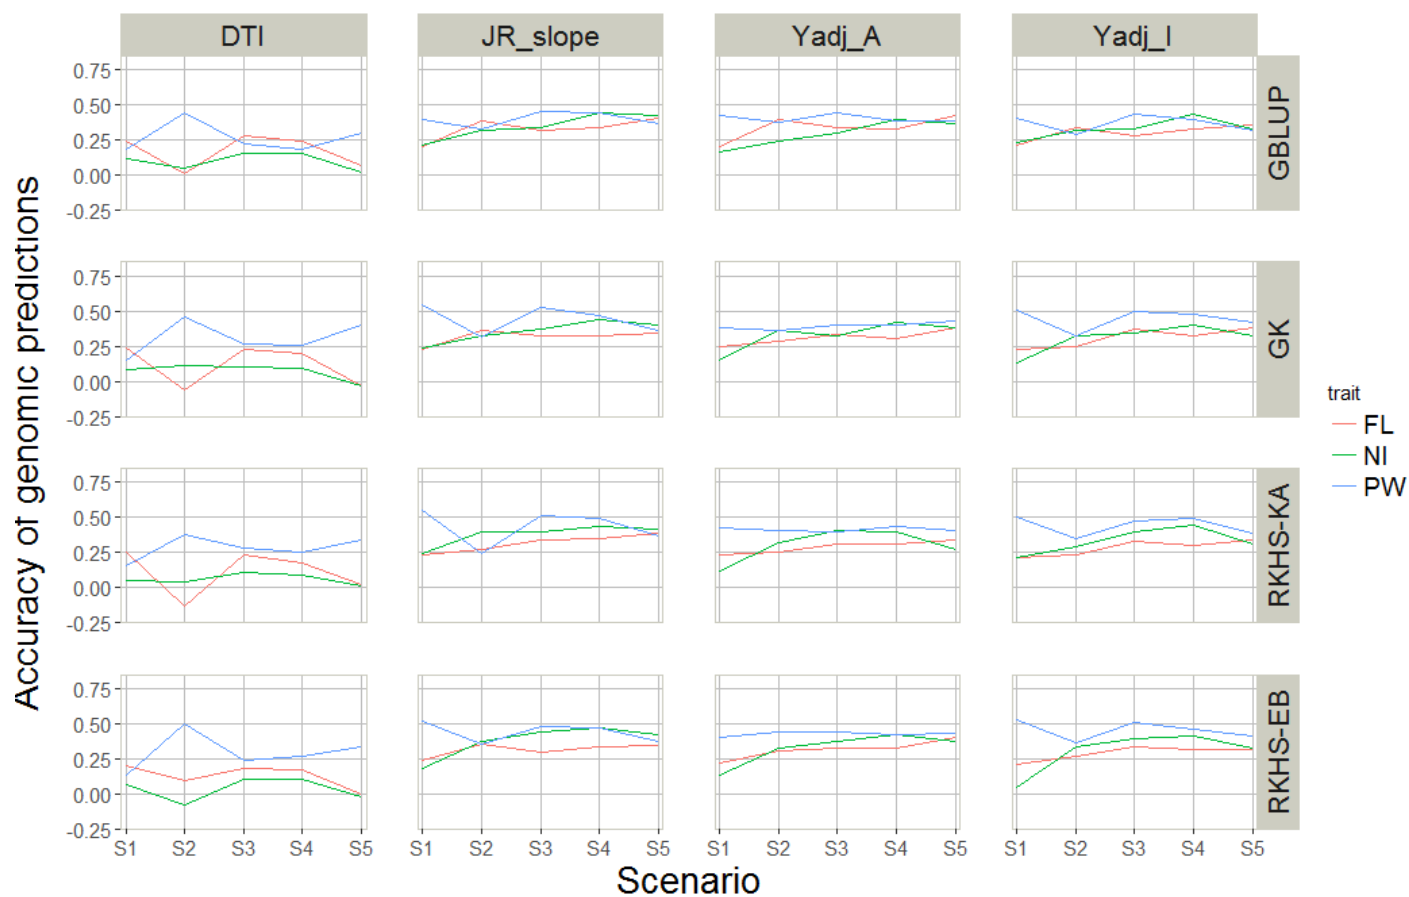 DTI JR_slope Yadj_A Yadj_I
Accuracy of genomic predictions
0.75
0.50
0.25
0.00
-0.25
GBLUP
0.75
0.50
0.25
0.00
-0.25
GK
0.75
0.50
0.25
0.00
-0.25
RKHS-KA
0.75
0.50
0.25
0.00
-0.25
RKHS-EB
S1 S2 S3 S4 S5 S1 S2 S3 S4 S5 S1 S2 S3 S4 S5 S1 S2 S3 S4 S5
Scenario
trait
FL
NI
PW